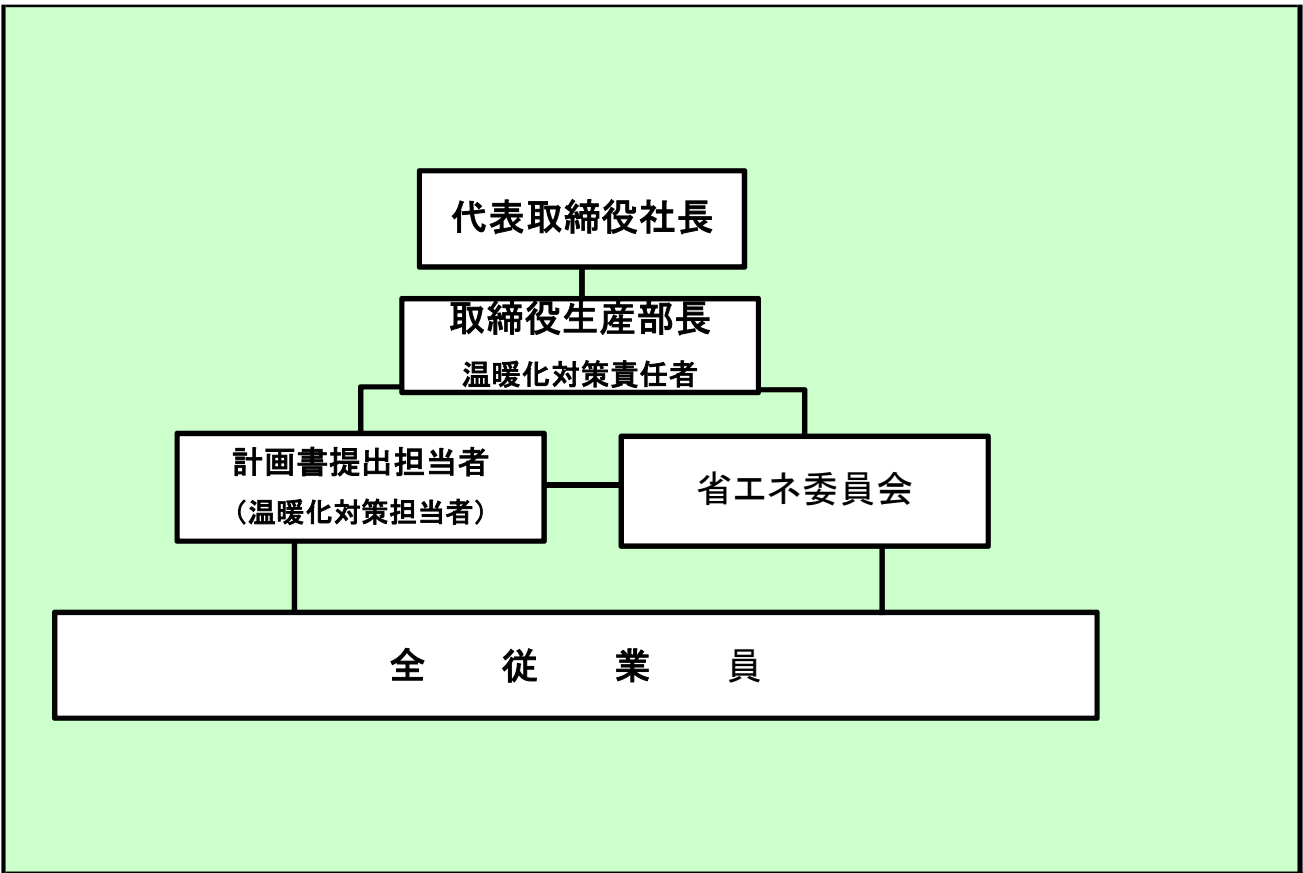 代表取締役社長
取締役生産部長
温暖化対策責任者
計画書提出担当者
（温暖化対策担当者）
省エネ委員会
全　従　業　員